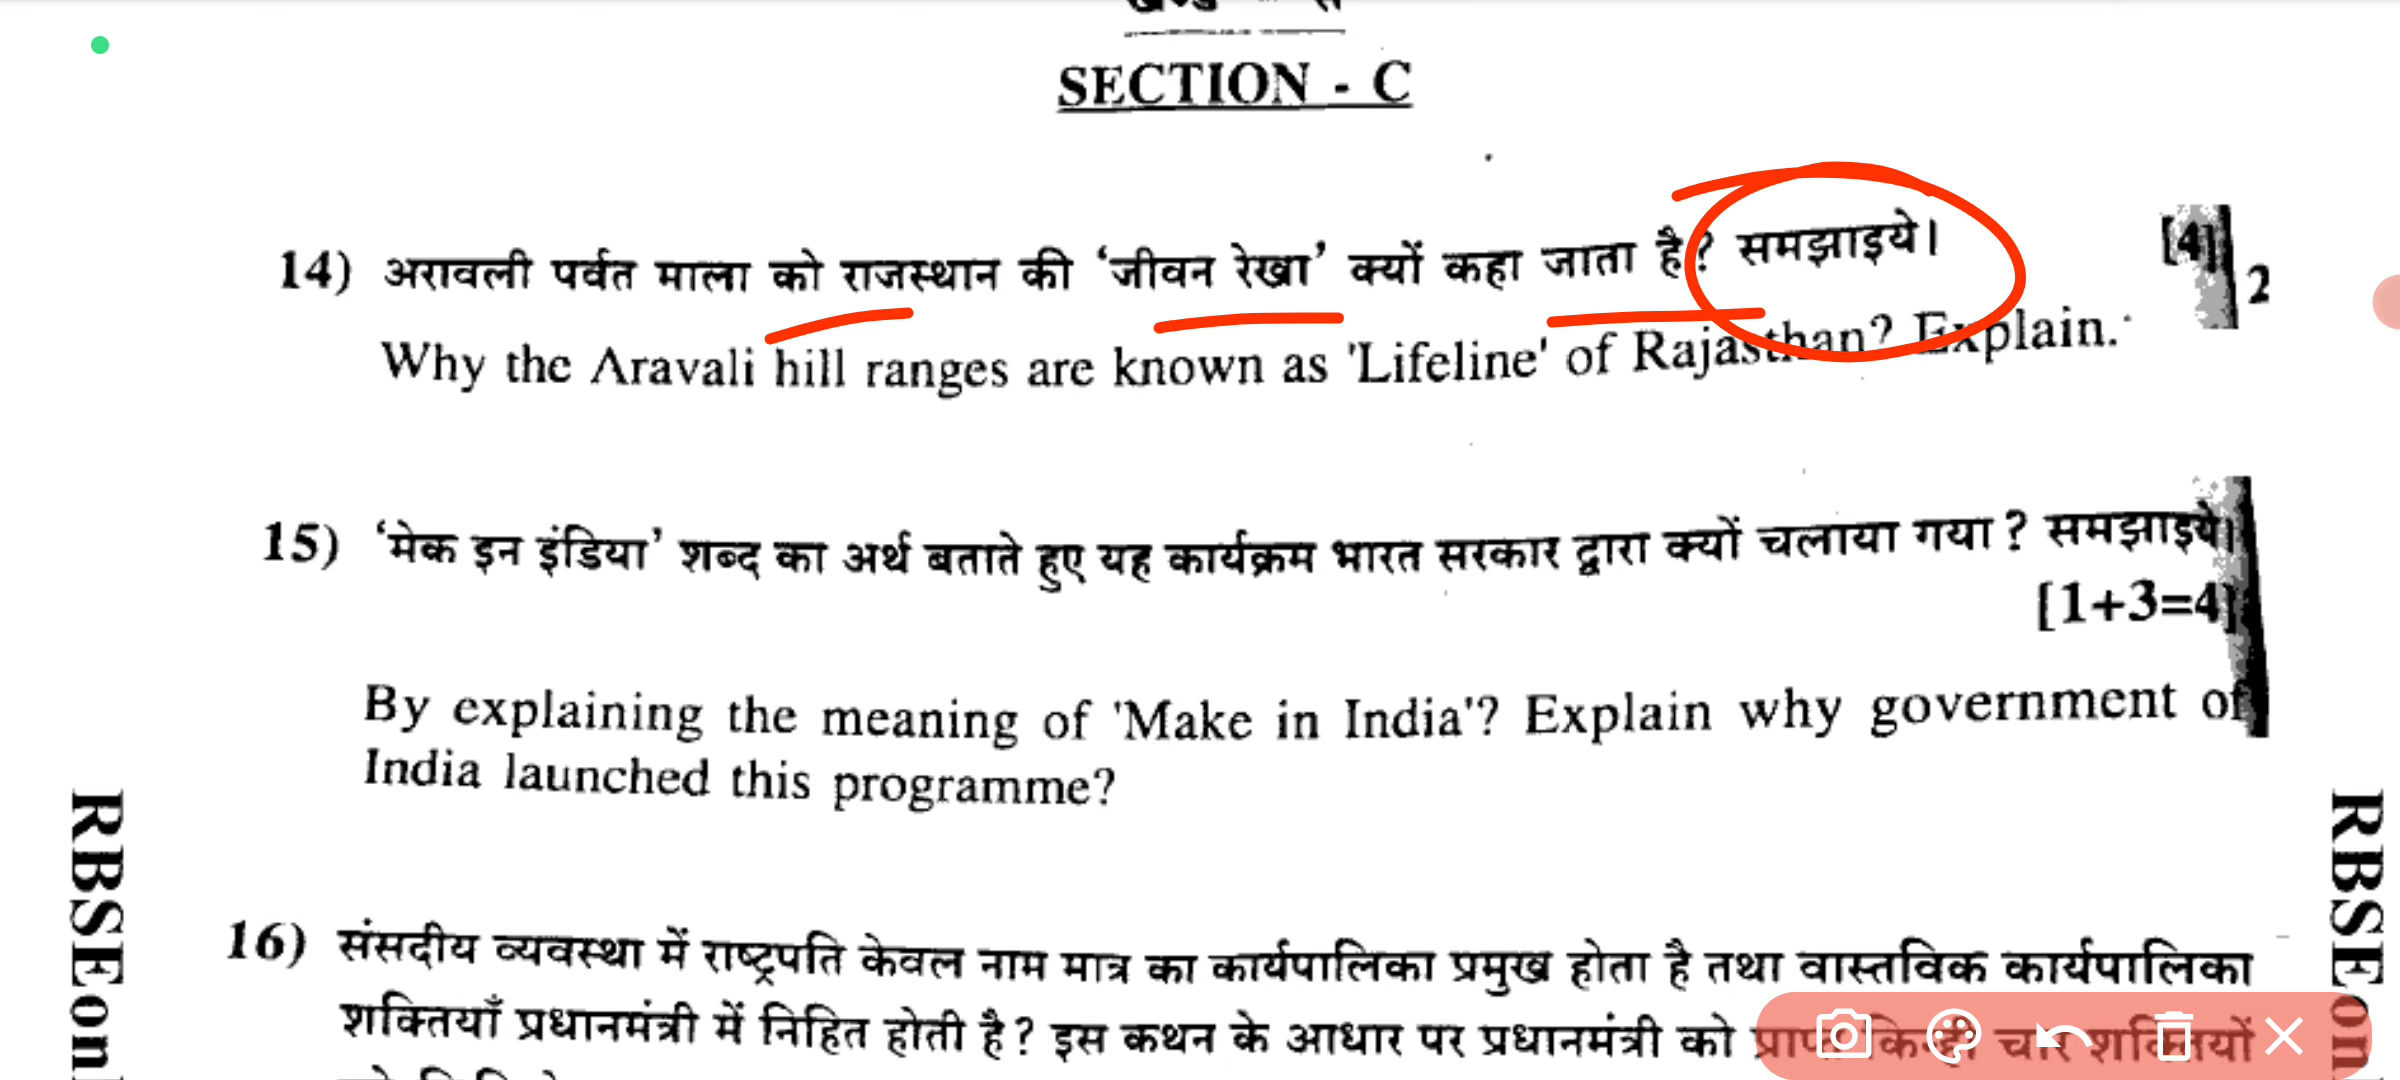 SECTION - C
14) अरावली पर्वत माला को राजस्थान की ‘जीवन रेखा’ क्यों कहा जाता है? समझाइये। [4]
2
Why the Aravali hill ranges are known as 'Lifeline' of Rajasthan? Explain.
15) ‘मेक इन इंडिया’ शब्द का अर्थ बताते हुए यह कार्यक्रम भारत सरकार द्वारा क्यों चलाया गया? समझाइये।
[1+3=4]
By explaining the meaning of 'Make in India'? Explain why government of
India launched this programme?
16) संसदीय व्यवस्था में राष्ट्रपति केवल नाम मात्र का कार्यपालिका प्रमुख होता है तथा वास्तविक कार्यपालिका
शक्तियाँ प्रधानमंत्री में निहित होती है? इस कथन के आधार पर प्रधानमंत्री को प्राप्त किन्हीं चार शक्तियों
RBSEon
RBSEon